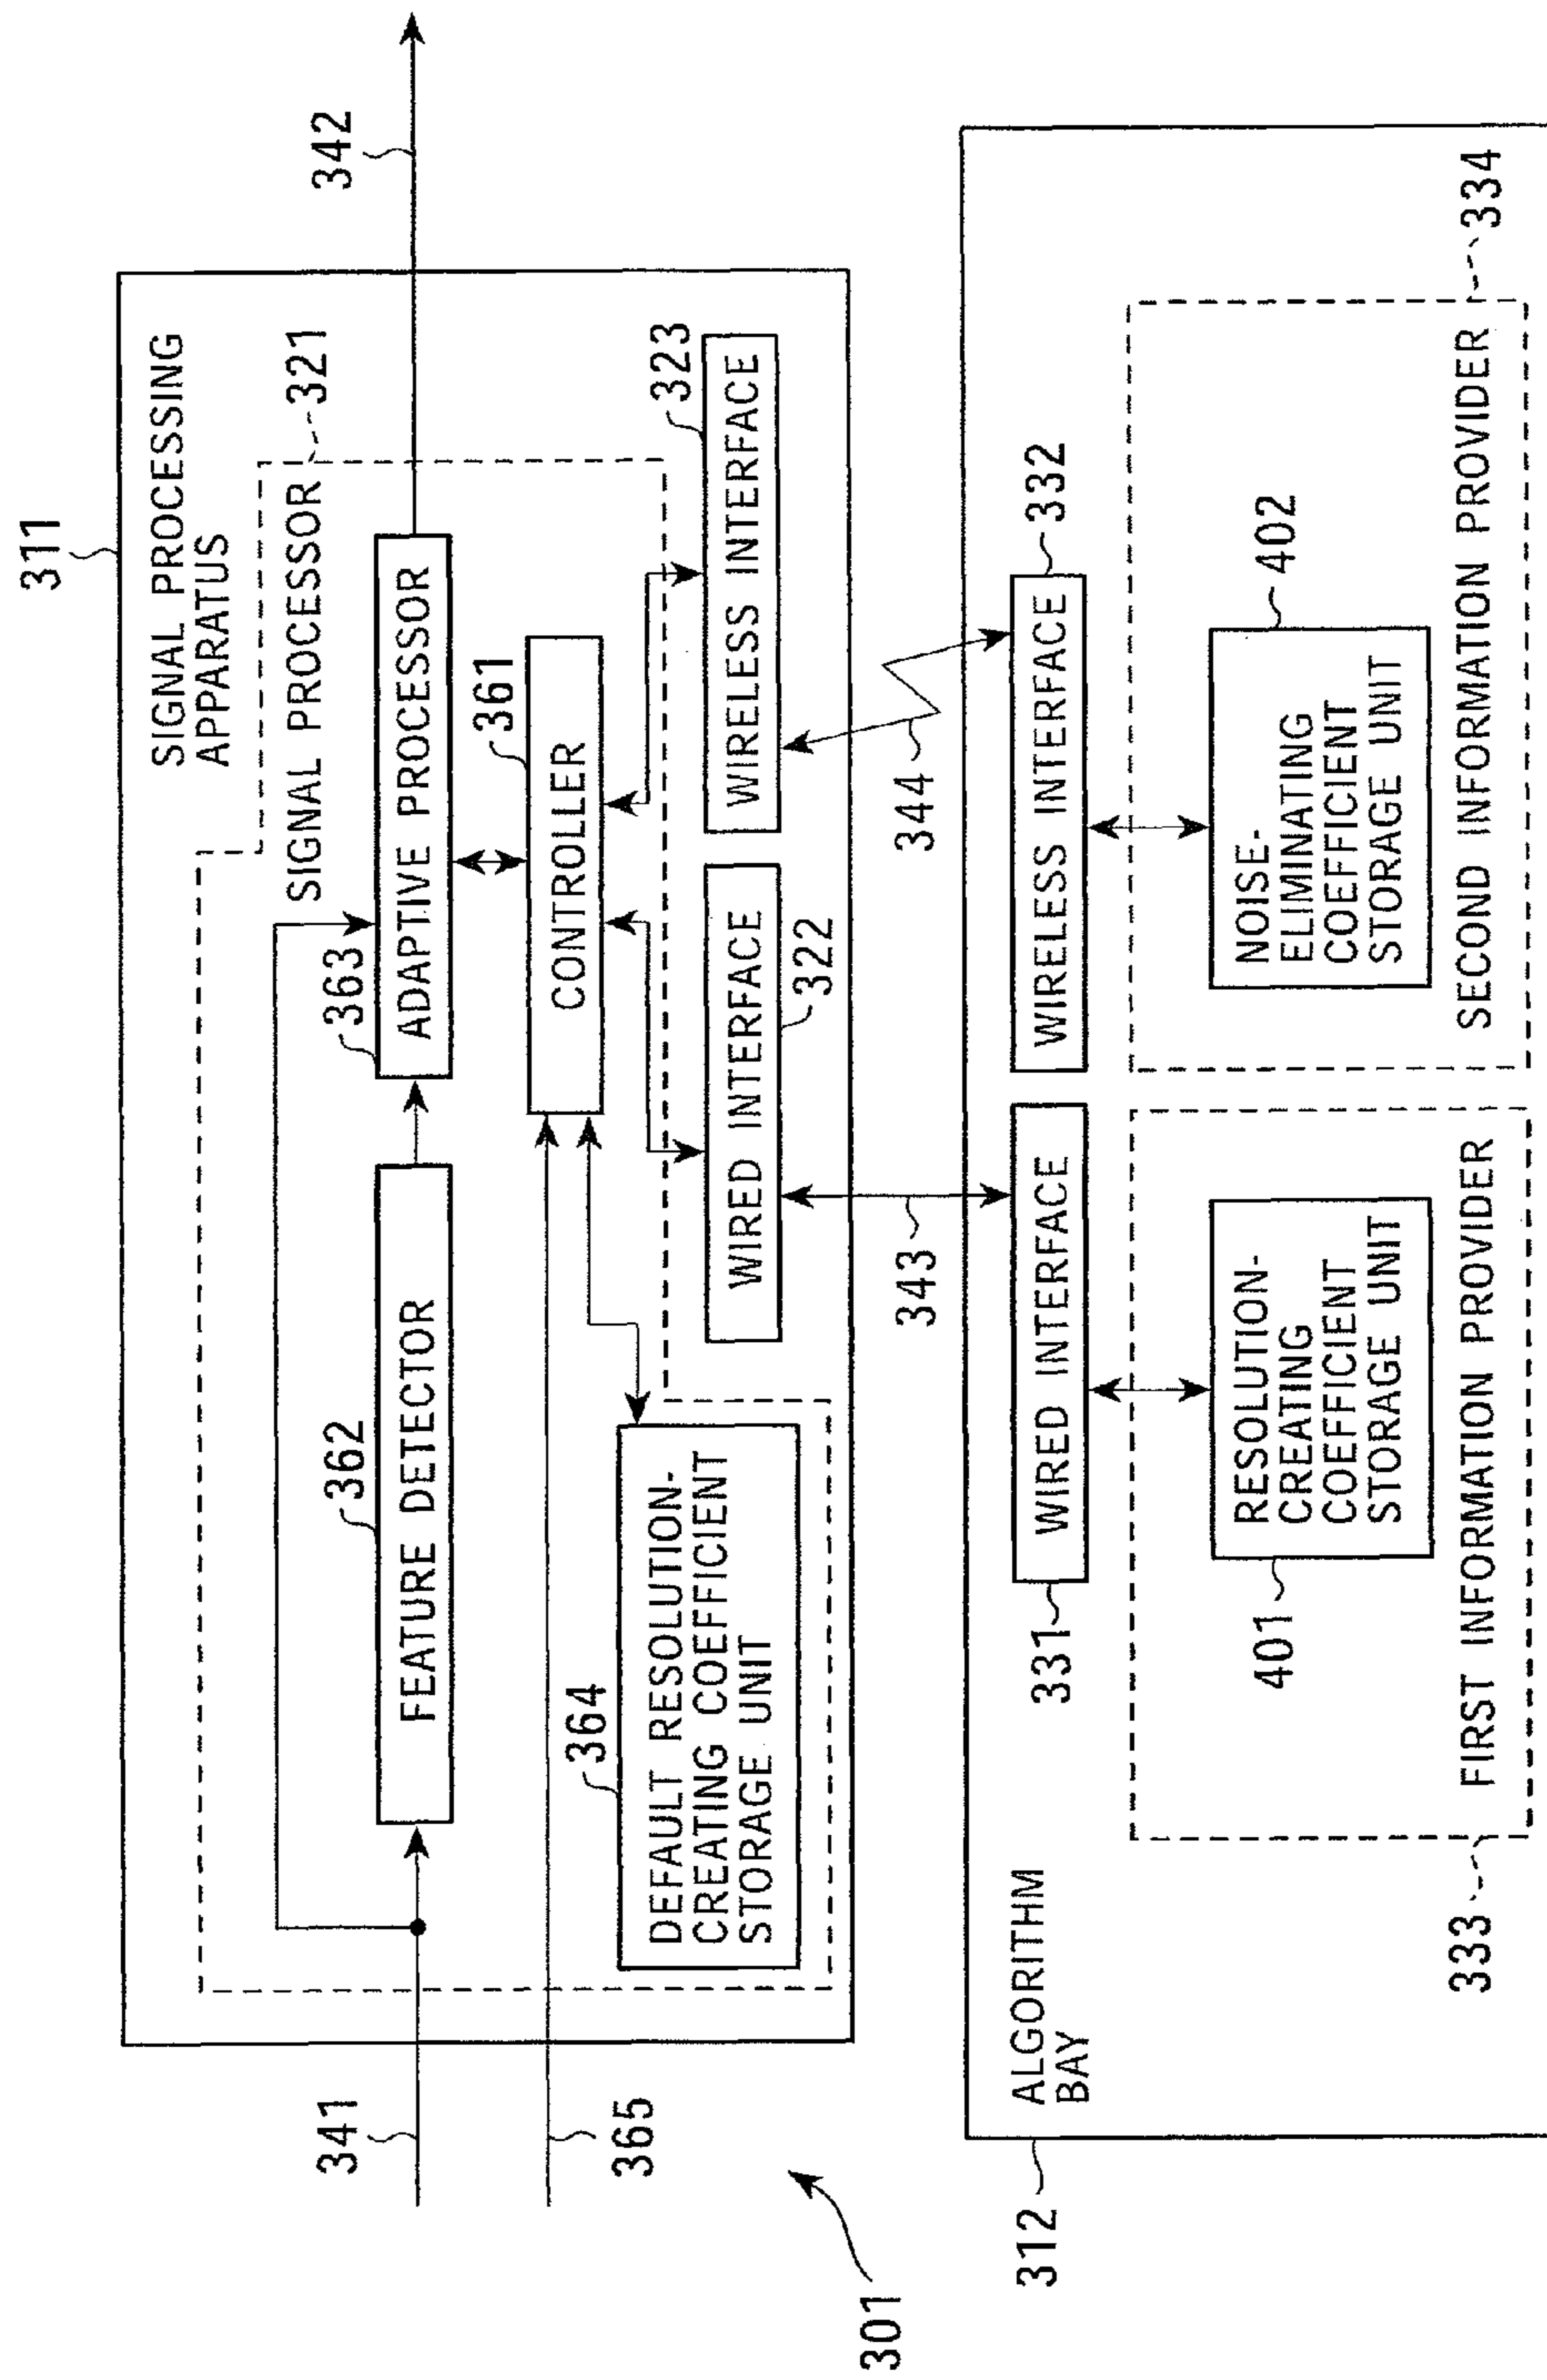 311
SIGNAL PROCESSING
APPARATUS
SIGNAL PROCESSOR
321
342
341
362
FEATURE DETECTOR
363
ADAPTIVE PROCESSOR
361
CONTROLLER
365
364
DEFAULT RESOLUTION-
CREATING COEFFICIENT
STORAGE UNIT
WIRED INTERFACE
322
323
WIRELESS INTERFACE
301
343
344
312
ALGORITHM
BAY
331
WIRED INTERFACE
WIRELESS INTERFACE
332
401
RESOLUTION-
CREATING
COEFFICIENT
STORAGE UNIT
402
NOISE-
ELIMINATING
COEFFICIENT
STORAGE UNIT
333
FIRST INFORMATION PROVIDER
SECOND INFORMATION PROVIDER
334